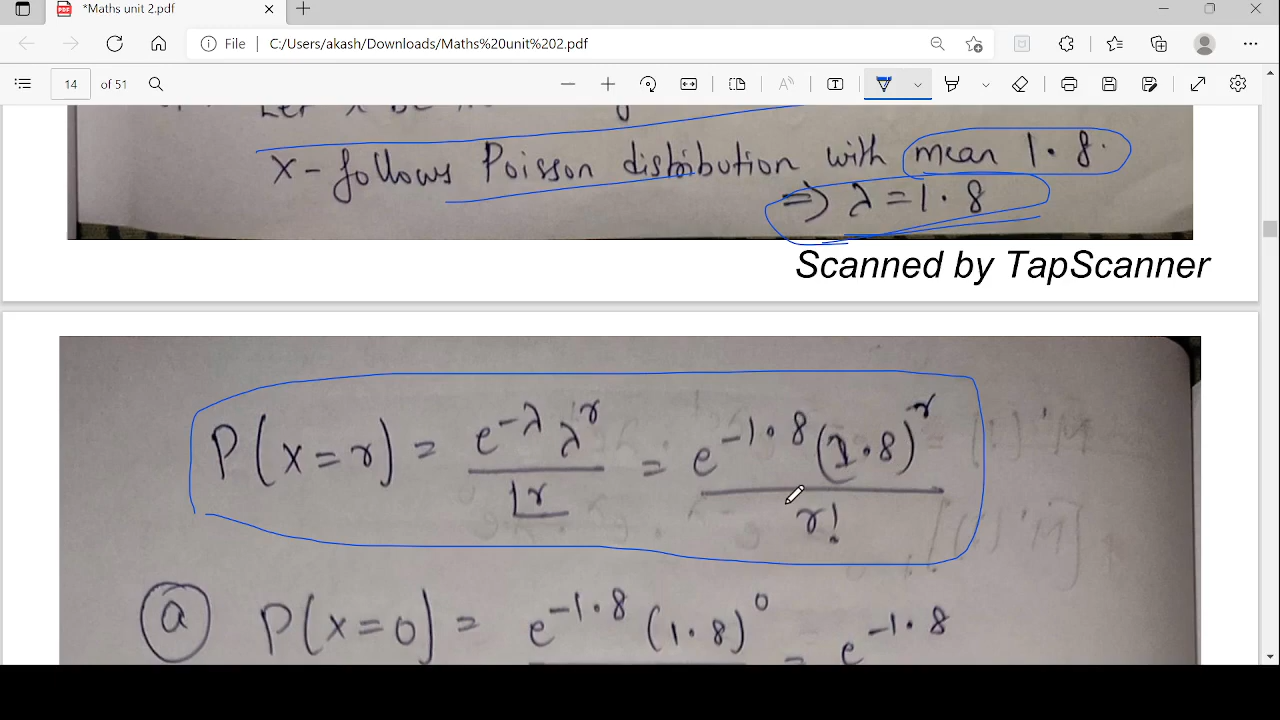 *Maths unit 2.pdf
File C:/Users/akash/Downloads/Maths%20unit%202.pdf
14 of 51
Let X be
X - follows Poisson distribution with mean 1.8.
=> λ = 1.8
Scanned by TapScanner
P(X=r) = e^{-λ} λ^r / ⌊r = e^{-1.8} (1.8)^r / r!
(a) P(X=0) = e^{-1.8} (1.8)^0 = e^{-1.8}